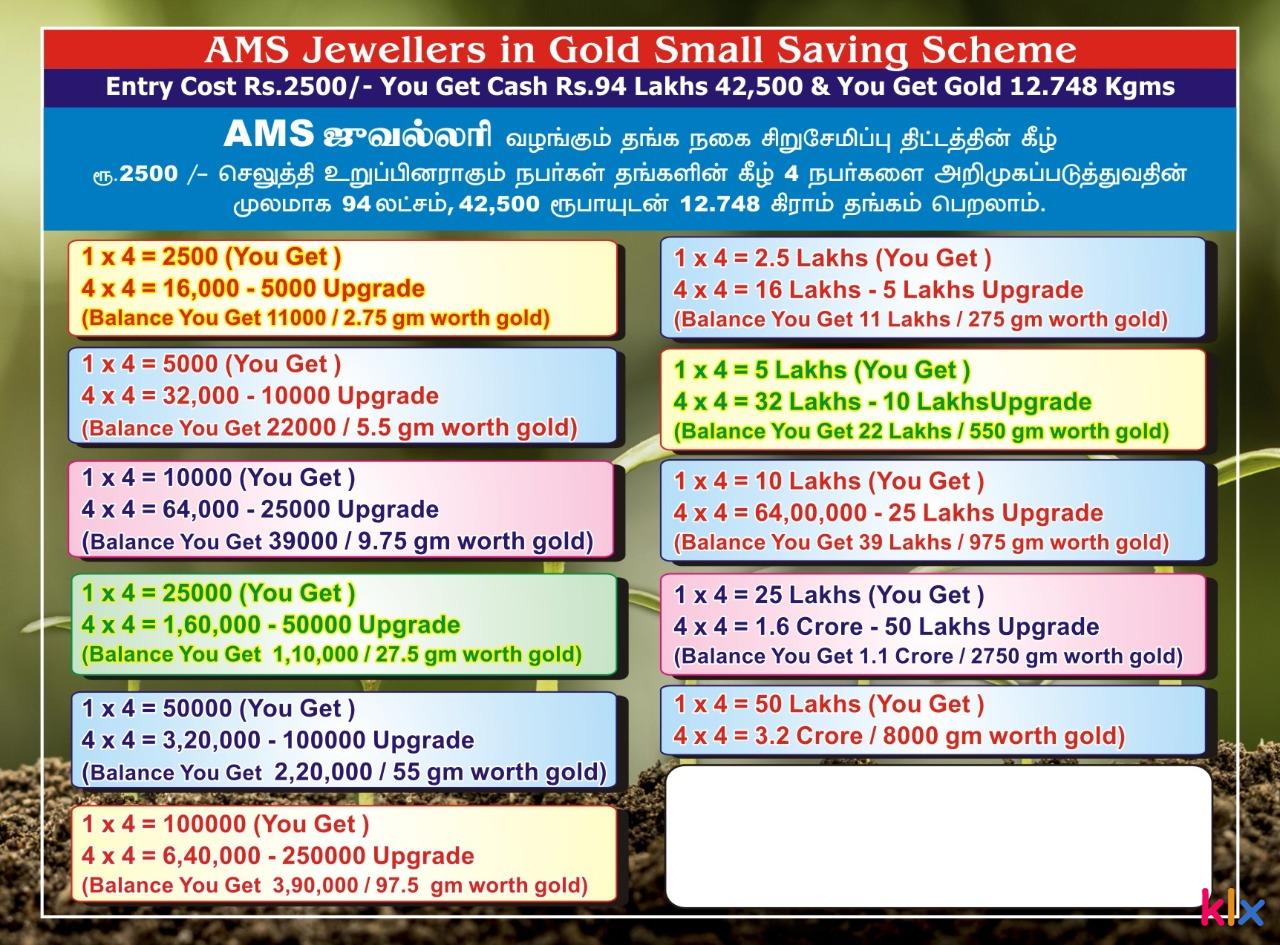 AMS Jewellers in Gold Small Saving Scheme
Entry Cost Rs.2500/- You Get Cash Rs.94 Lakhs 42,500 & You Get Gold 12.748 Kgms
AMS ஜுவல்லரி வழங்கும் தங்க நகை சிறுசேமிப்பு திட்டத்தின் கீழ்
ரூ.2500 /- செலுத்தி உறுப்பினராகும் நபர்கள் தங்களின் கீழ் 4 நபர்களை அறிமுகப்படுத்துவதின்
மூலமாக 94 லட்சம், 42,500 ரூபாயுடன் 12.748 கிராம் தங்கம் பெறலாம்.
1 x 4 = 2500 (You Get )
4 x 4 = 16,000 - 5000 Upgrade
(Balance You Get 11000 / 2.75 gm worth gold)
1 x 4 = 5000 (You Get )
4 x 4 = 32,000 - 10000 Upgrade
(Balance You Get 22000 / 5.5 gm worth gold)
1 x 4 = 10000 (You Get )
4 x 4 = 64,000 - 25000 Upgrade
(Balance You Get 39000 / 9.75 gm worth gold)
1 x 4 = 25000 (You Get )
4 x 4 = 1,60,000 - 50000 Upgrade
(Balance You Get 1,10,000 / 27.5 gm worth gold)
1 x 4 = 50000 (You Get )
4 x 4 = 3,20,000 - 100000 Upgrade
(Balance You Get 2,20,000 / 55 gm worth gold)
1 x 4 = 100000 (You Get )
4 x 4 = 6,40,000 - 250000 Upgrade
(Balance You Get 3,90,000 / 97.5 gm worth gold)
1 x 4 = 2.5 Lakhs (You Get )
4 x 4 = 16 Lakhs - 5 Lakhs Upgrade
(Balance You Get 11 Lakhs / 275 gm worth gold)
1 x 4 = 5 Lakhs (You Get )
4 x 4 = 32 Lakhs - 10 LakhsUpgrade
(Balance You Get 22 Lakhs / 550 gm worth gold)
1 x 4 = 10 Lakhs (You Get )
4 x 4 = 64,00,000 - 25 Lakhs Upgrade
(Balance You Get 39 Lakhs / 975 gm worth gold)
1 x 4 = 25 Lakhs (You Get )
4 x 4 = 1.6 Crore - 50 Lakhs Upgrade
(Balance You Get 1.1 Crore / 2750 gm worth gold)
1 x 4 = 50 Lakhs (You Get )
4 x 4 = 3.2 Crore / 8000 gm worth gold)
klx